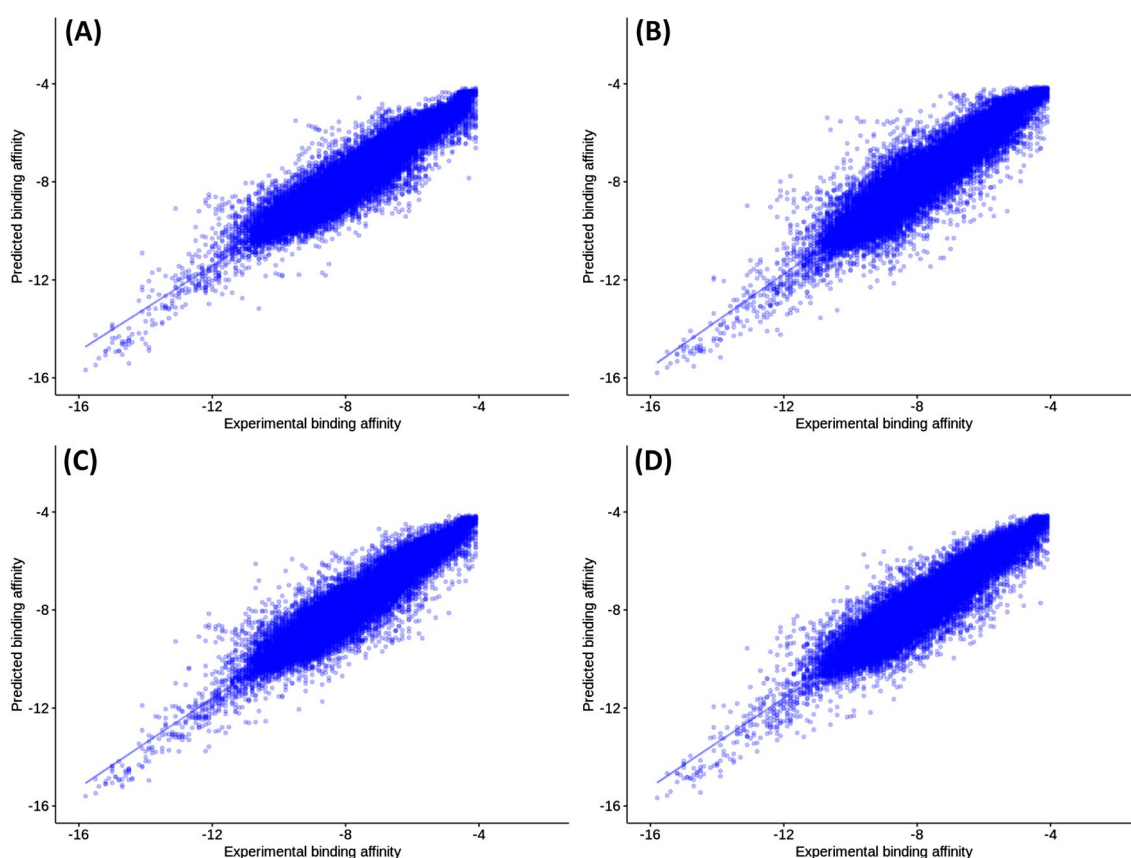 (A)
Predicted binding affinity
-4
-8
-12
-16
-16 -12 -8 -4
Experimental binding affinity
(B)
Predicted binding affinity
-4
-8
-12
-16
-16 -12 -8 -4
Experimental binding affinity
(C)
Predicted binding affinity
-4
-8
-12
-16
-16 -12 -8 -4
Experimental binding affinity
(D)
Predicted binding affinity
-4
-8
-12
-16
-16 -12 -8 -4
Experimental binding affinity